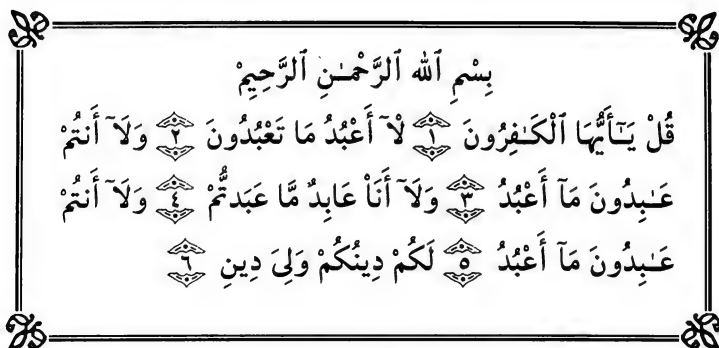 بِسْمِ ٱللَّهِ ٱلرَّحْمَـٰنِ ٱلرَّحِيمْ
قُلْ يَـٰٓأَيُّهَا ٱلْكَـٰفِرُونَ ١ لَآ أَعْبُدُ مَا تَعْبُدُونَ ٢ وَلَآ أَنتُمْ
عَـٰبِدُونَ مَآ أَعْبُدُ ٣ وَلَآ أَنَا۠ عَابِدٌ مَّا عَبَدتُّمْ ٤ وَلَآ أَنتُمْ
عَـٰبِدُونَ مَآ أَعْبُدُ ٥ لَكُمْ دِينُكُمْ وَلِىَ دِينِ ٦